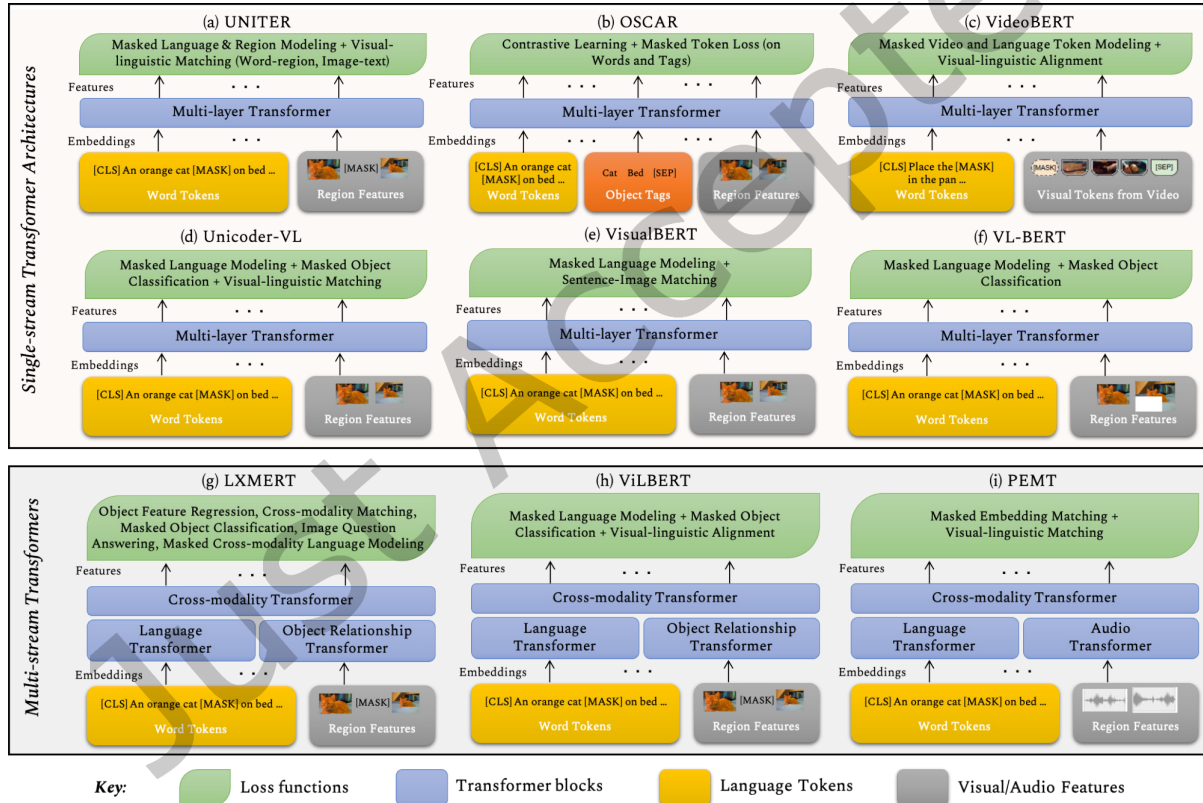 Single-stream Transformer Architectures
(a) UNITER
Masked Language & Region Modeling + Visual-
linguistic Matching (Word-region, Image-text)
Features
. . .
Multi-layer Transformer
Embeddings
. . .
[CLS] An orange cat [MASK] on bed ...
Word Tokens
[MASK]
Region Features
(b) OSCAR
Contrastive Learning + Masked Token Loss (on
Words and Tags)
Features
. . .
Multi-layer Transformer
Embeddings
. . .
[CLS] An orange cat
[MASK] on bed ...
Word Tokens
Cat Bed [SEP]
Object Tags
Region Features
(c) VideoBERT
Masked Video and Language Token Modeling +
Visual-linguistic Alignment
Features
. . .
Multi-layer Transformer
Embeddings
. . .
[CLS] Place the [MASK]
in the pan ...
Word Tokens
[MASK]
[SEP]
Visual Tokens from Video
(d) Unicoder-VL
Masked Language Modeling + Masked Object
Classification + Visual-linguistic Matching
Features
. . .
Multi-layer Transformer
Embeddings
. . .
[CLS] An orange cat [MASK] on bed ...
Word Tokens
Region Features
(e) VisualBERT
Masked Language Modeling +
Sentence-Image Matching
Features
. . .
Multi-layer Transformer
Embeddings
. . .
[CLS] An orange cat [MASK] on bed ...
Word Tokens
Region Features
(f) VL-BERT
Masked Language Modeling + Masked Object
Classification
Features
. . .
Multi-layer Transformer
Embeddings
. . .
[CLS] An orange cat [MASK] on bed ...
Word Tokens
Region Features
Multi-stream Transformers
(g) LXMERT
Object Feature Regression, Cross-modality Matching,
Masked Object Classification, Image Question
Answering, Masked Cross-modality Language Modeling
Features
. . .
Cross-modality Transformer
Language
Transformer
Object Relationship
Transformer
Embeddings
. . .
[CLS] An orange cat [MASK] on bed ...
Word Tokens
[MASK]
Region Features
(h) ViLBERT
Masked Language Modeling + Masked Object
Classification + Visual-linguistic Alignment
Features
. . .
Cross-modality Transformer
Language
Transformer
Object Relationship
Transformer
Embeddings
. . .
[CLS] An orange cat [MASK] on bed ...
Word Tokens
[MASK]
Region Features
(i) PEMT
Masked Embedding Matching +
Visual-linguistic Matching
Features
. . .
Cross-modality Transformer
Language
Transformer
Audio
Transformer
Embeddings
. . .
[CLS] An orange cat [MASK] on bed ...
Word Tokens
Region Features
Key:
Loss functions
Transformer blocks
Language Tokens
Visual/Audio Features
Just Accepte